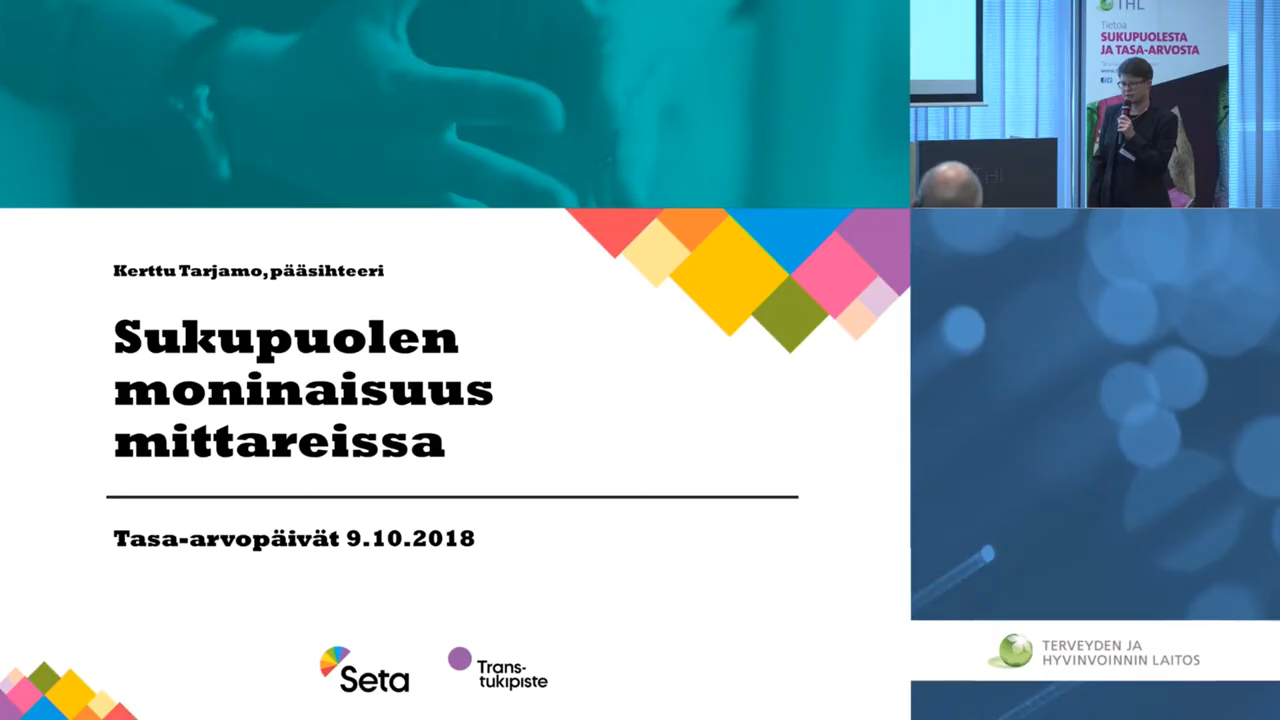 THL
Tietoa
SUKUPUOLESTA
JA TASA-ARVOSTA
Kerttu Tarjamo, pääsihteeri
Sukupuolen
moninaisuus
mittareissa
Tasa-arvopäivät 9.10.2018
Seta
Trans-
tukipiste
TERVEYDEN JA
HYVINVOINNIN LAITOS